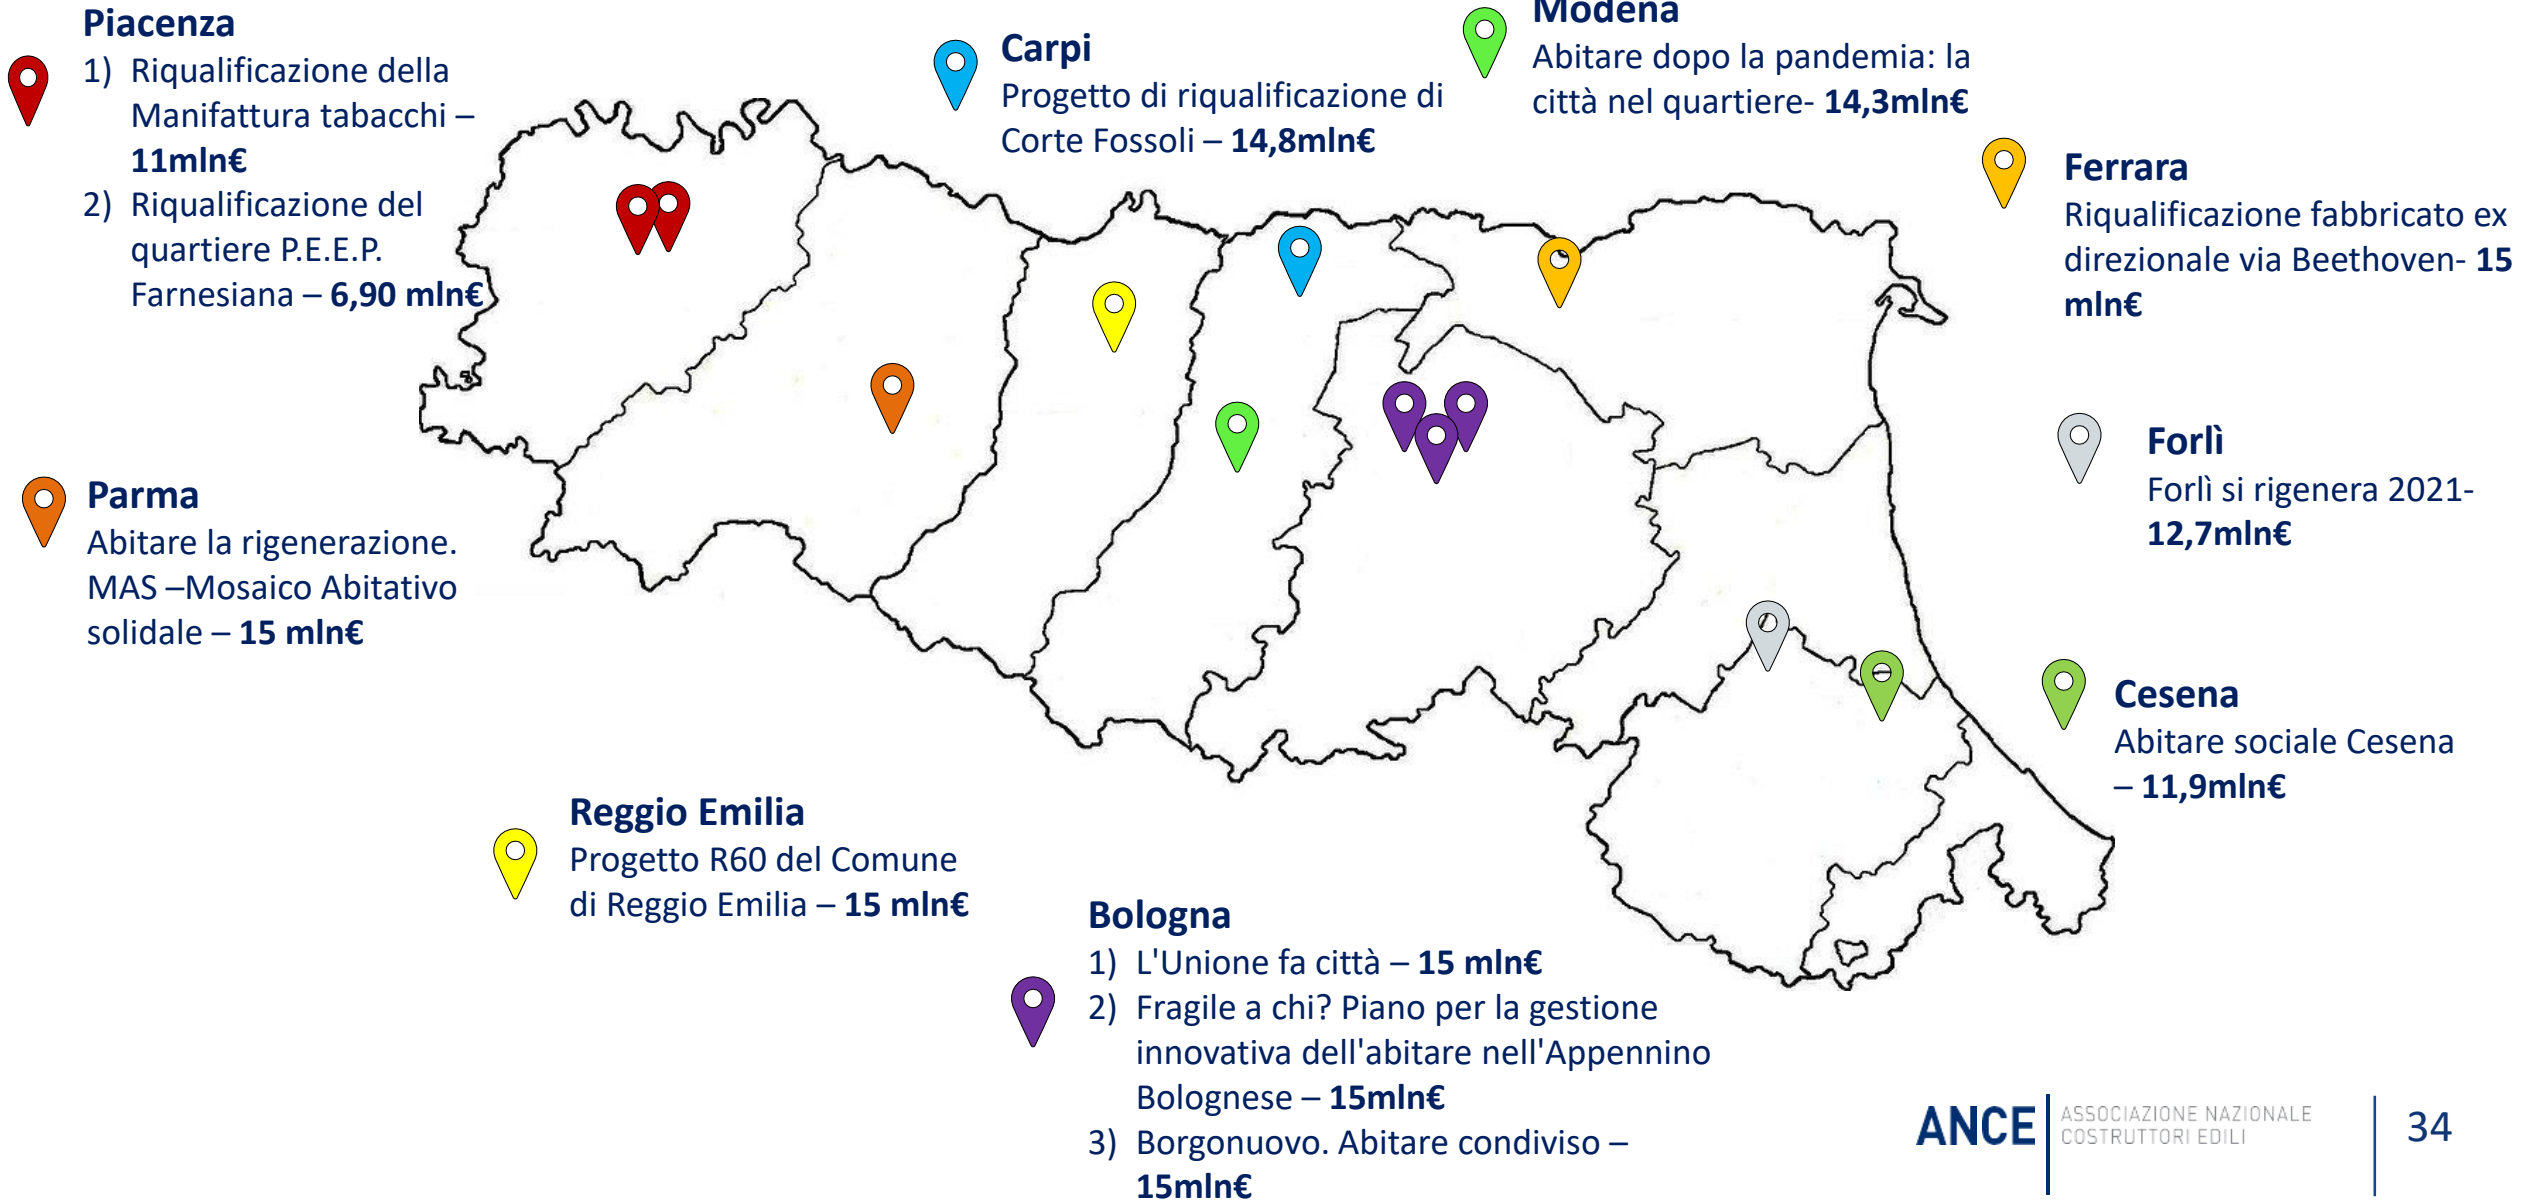 Piacenza
1) Riqualificazione della
Manifattura tabacchi –
11mln€
2) Riqualificazione del
quartiere P.E.E.P.
Farnesiana – 6,90 mln€
Carpi
Progetto di riqualificazione di
Corte Fossoli – 14,8mln€
Modena
Abitare dopo la pandemia: la
città nel quartiere- 14,3mln€
Ferrara
Riqualificazione fabbricato ex
direzionale via Beethoven- 15
mln€
Parma
Abitare la rigenerazione.
MAS –Mosaico Abitativo
solidale – 15 mln€
Forlì
Forlì si rigenera 2021-
12,7mln€
Cesena
Abitare sociale Cesena
– 11,9mln€
Reggio Emilia
Progetto R60 del Comune
di Reggio Emilia – 15 mln€
Bologna
1) L'Unione fa città – 15 mln€
2) Fragile a chi? Piano per la gestione
innovativa dell'abitare nell'Appennino
Bolognese – 15mln€
3) Borgonuovo. Abitare condiviso –
15mln€
ANCE ASSOCIAZIONE NAZIONALE
COSTRUTTORI EDILI
34